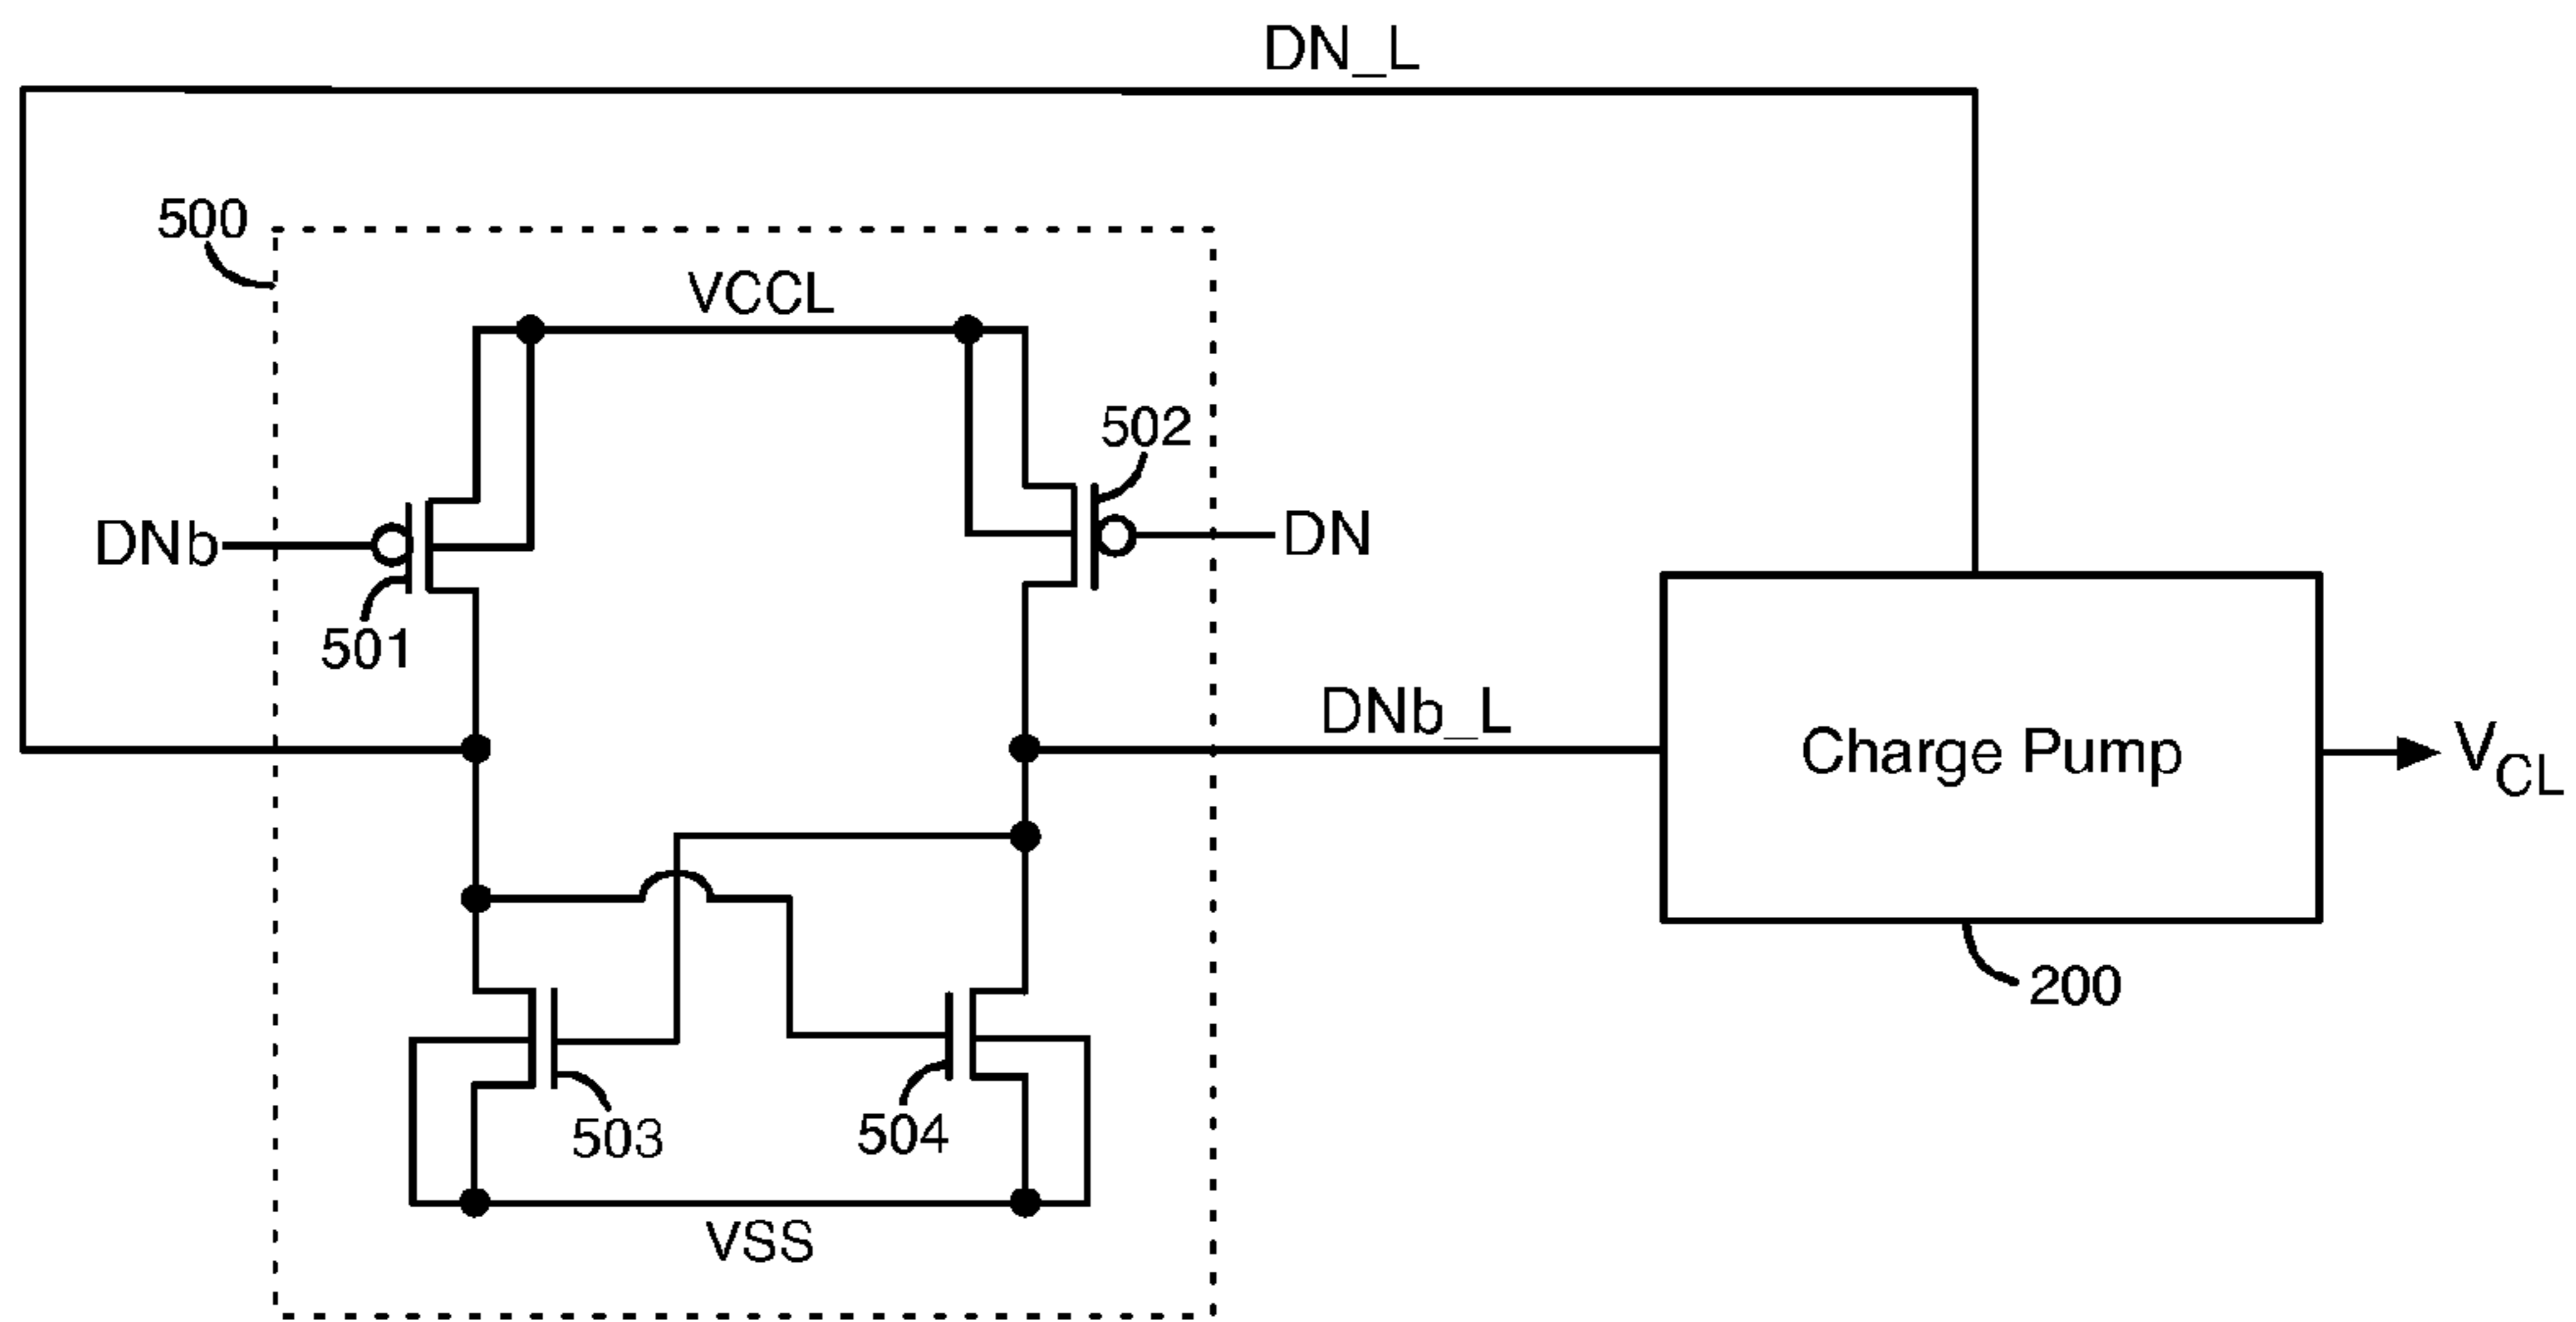 DN_L
500
VCCL
502
DNb
DN
501
DNb_L
Charge Pump
VCL
200
503
504
VSS